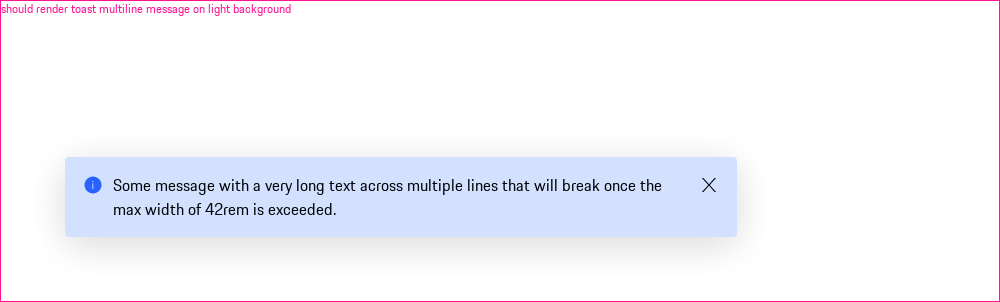 should render toast multiline message on light background
Some message with a very long text across multiple lines that will break once the
max width of 42rem is exceeded.